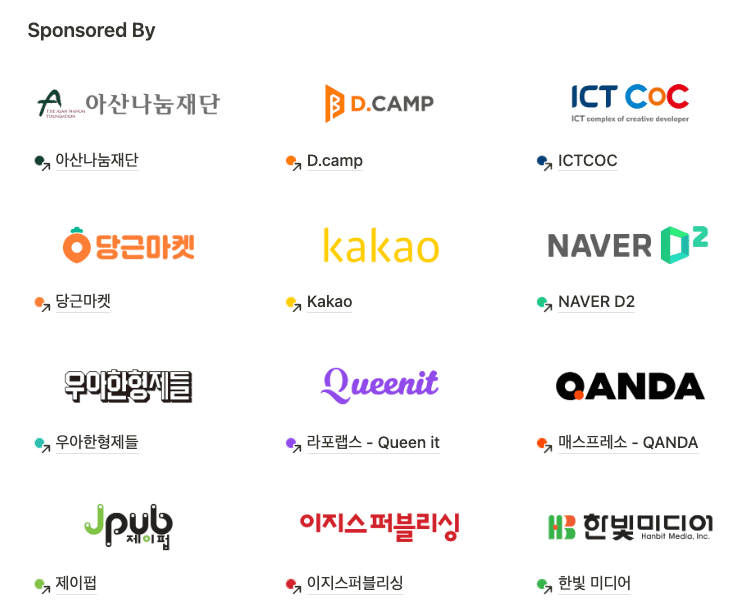 Sponsored By
THE ASAN NANUM
FOUNDATION
아산나눔재단
D.CAMP
ICT CoC
ICT complex of creative developer
아산나눔재단
D.camp
ICTCOC
당근마켓
kakao
NAVER D2
당근마켓
Kakao
NAVER D2
우아한형제들
Queenit
QANDA
우아한형제들
라포랩스 - Queen it
매스프레소 - QANDA
Jpub
제이펍
이지스퍼블리싱
HB
한빛미디어
Hanbit Media, Inc.
제이펍
이지스퍼블리싱
한빛 미디어